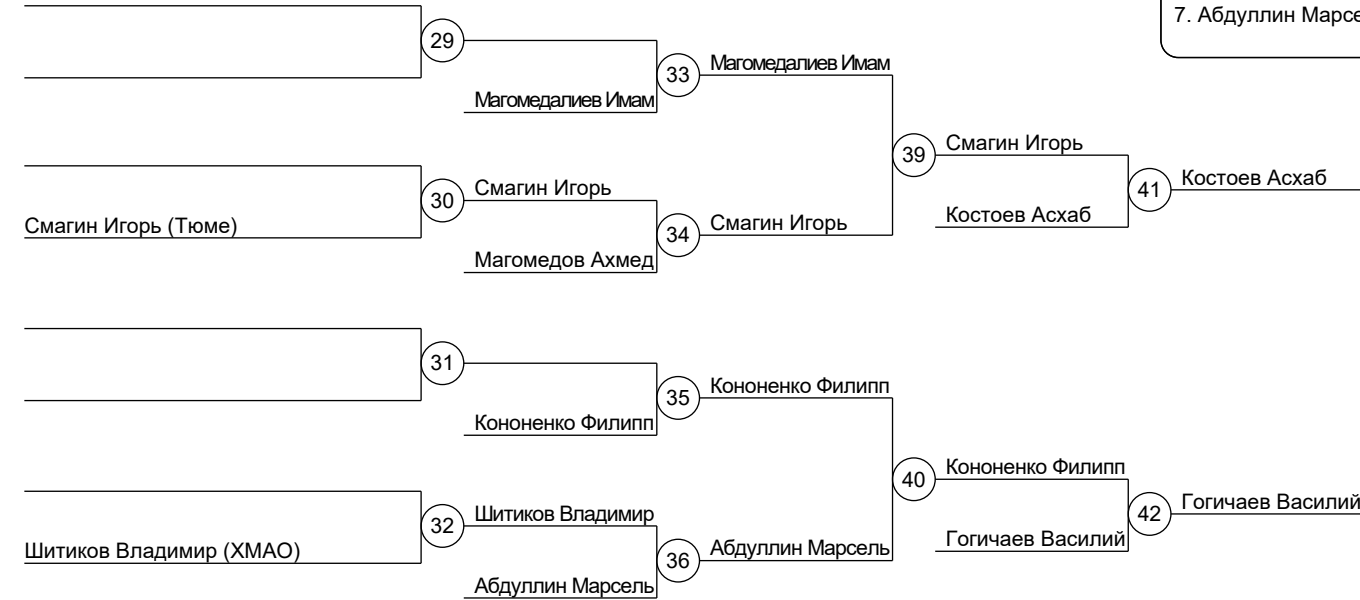 7. Абдуллин Марсе
29
Магомедалиев Имам
33
Магомедалиев Имам
39
Смагин Игорь
41
Костоев Асхаб
30
Смагин Игорь
34
Смагин Игорь
Костоев Асхаб
Смагин Игорь (Тюме)
Магомедов Ахмед
31
35
Кононенко Филипп
Кононенко Филипп
40
Кононенко Филипп
42
Гогичаев Василий
Гогичаев Василий
32
Шитиков Владимир
36
Абдуллин Марсель
Шитиков Владимир (ХМАО)
Абдуллин Марсель